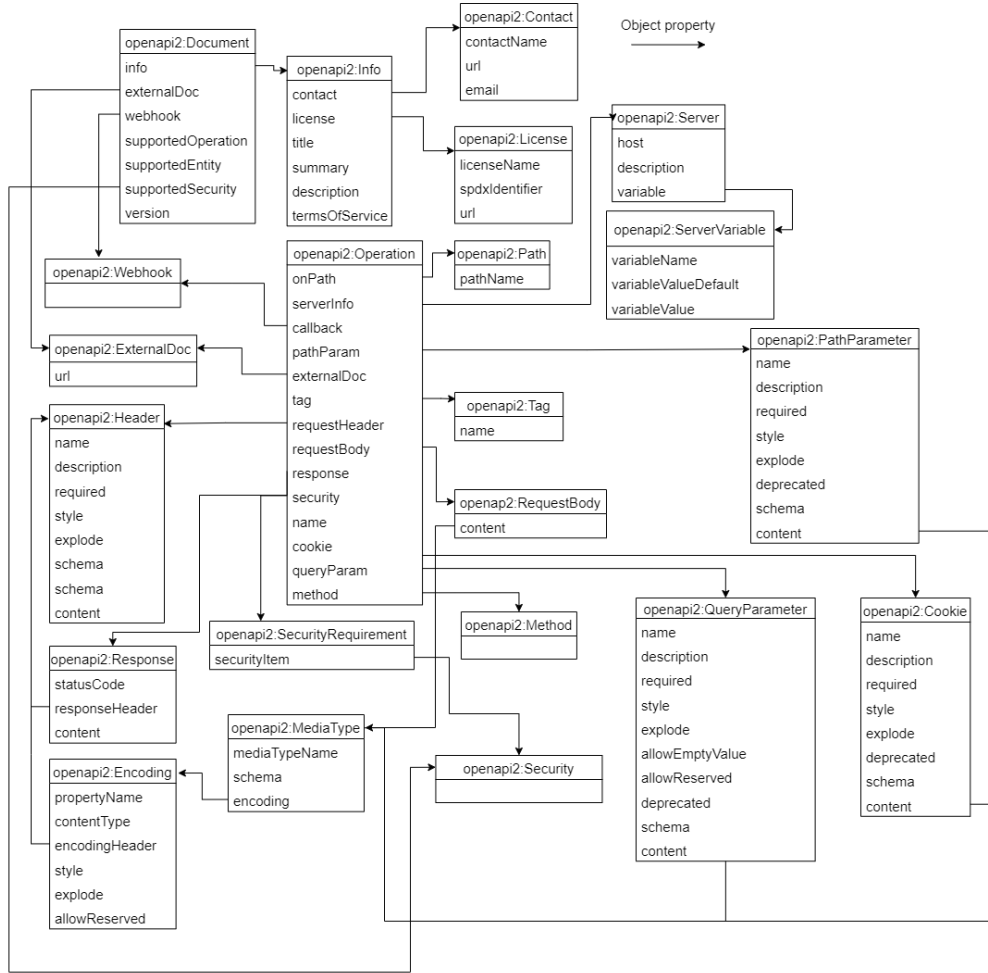 openapi2:Document
info
externalDoc
webhook
supportedOperation
supportedEntity
supportedSecurity
version
openapi2:Info
contact
license
title
summary
description
termsOfService
openapi2:Contact
contactName
url
email
Object property
openapi2:License
licenseName
spdxIdentifier
url
openapi2:Server
host
description
variable
openapi2:ServerVariable
variableName
variableValueDefault
variableValue
openapi2:Webhook
openapi2:ExternalDoc
url
openapi2:Operation
onPath
serverInfo
callback
pathParam
externalDoc
tag
requestHeader
requestBody
response
security
name
cookie
queryParam
method
openapi2:Path
pathName
openapi2:Tag
name
openap2:RequestBody
content
openapi2:PathParameter
name
description
required
style
explode
deprecated
schema
content
openapi2:Header
name
description
required
style
explode
schema
schema
content
openapi2:Response
statusCode
responseHeader
content
openapi2:SecurityRequirement
securityItem
openapi2:Method
openapi2:QueryParameter
name
description
required
style
explode
allowEmptyValue
allowReserved
deprecated
schema
content
openapi2:Cookie
name
description
required
style
explode
deprecated
schema
content
openapi2:MediaType
mediaTypeName
schema
encoding
openapi2:Security
openapi2:Encoding
propertyName
contentType
encodingHeader
style
explode
allowReserved